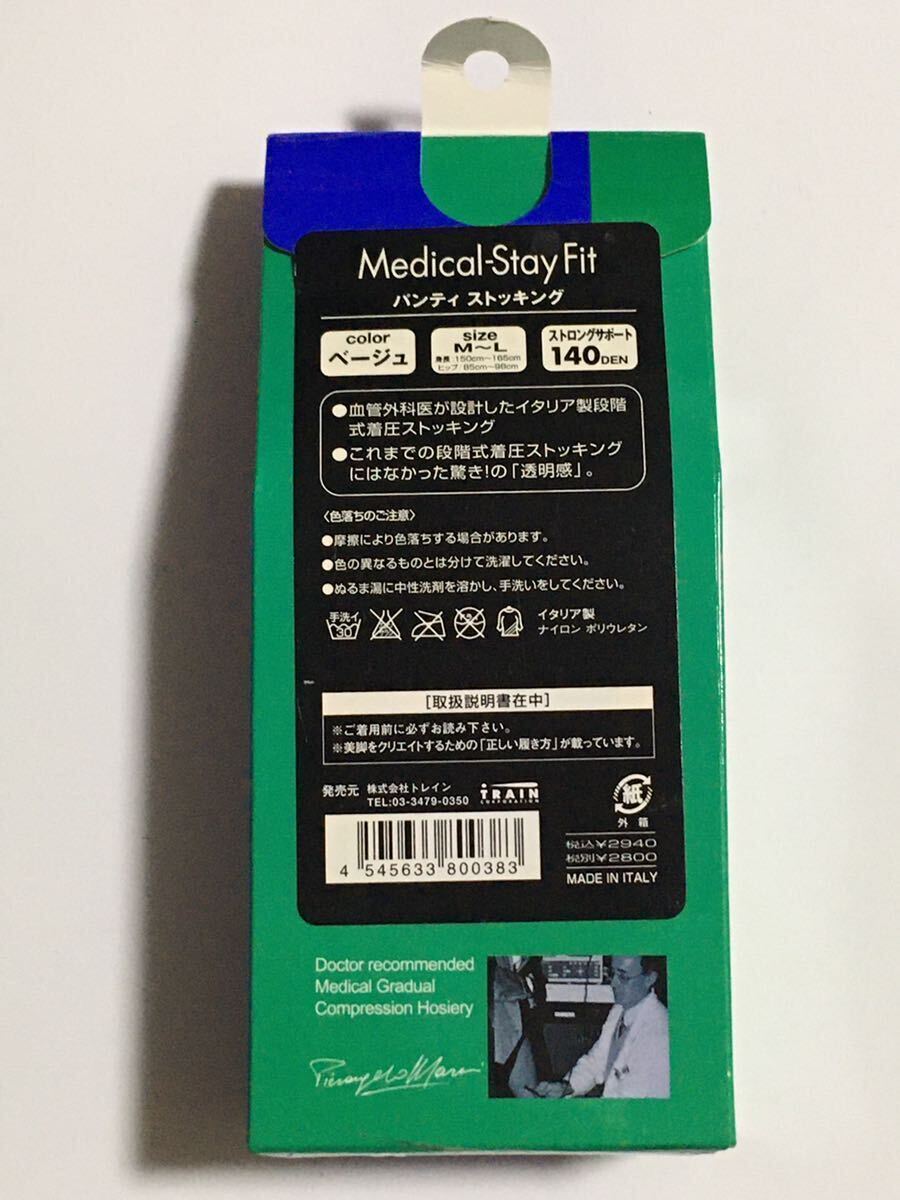 Medical-Stay Fit
パンティ ストッキング
color
ベージュ
size
M～L
身長/150cm～165cm
ヒップ/85cm～98cm
ストロングサポート
140DEN
●血管外科医が設計したイタリア製段階
式着圧ストッキング
●これまでの段階式着圧ストッキング
にはなかった驚き!の「透明感」。
〈色落ちのご注意〉
●摩擦により色落ちする場合があります。
●色の異なるものとは分けて洗濯してください。
●ぬるま湯に中性洗剤を溶かし、手洗いをしてください。
手洗イ
30
イタリア製
ナイロン ポリウレタン
［取扱説明書在中］
※ご着用前に必ずお読み下さい。
※美脚をクリエイトするための「正しい履き方」が載っています。
発売元 株式会社トレイン
TEL:03-3479-0350
TRAIN
CORPORATION
紙
外箱
4 545633 800383
税込¥2940
税別¥2800
MADE IN ITALY
Doctor recommended
Medical Gradual
Compression Hosiery